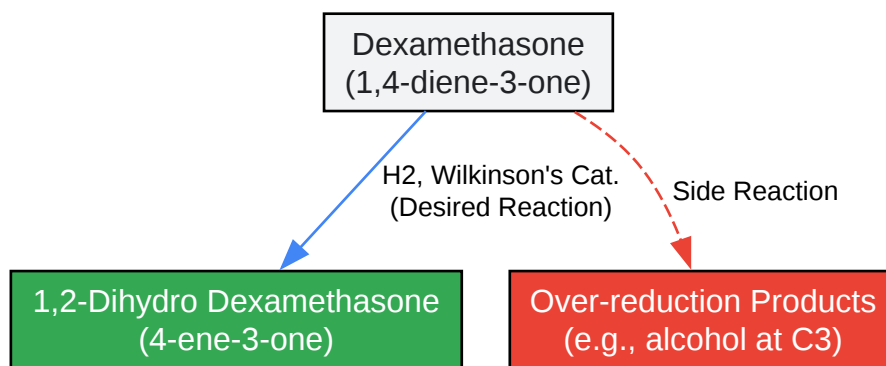 Dexamethasone
(1,4-diene-3-one)
H2, Wilkinson's Cat.
(Desired Reaction)
Side Reaction
1,2-Dihydro Dexamethasone
(4-ene-3-one)
Over-reduction Products
(e.g., alcohol at C3)